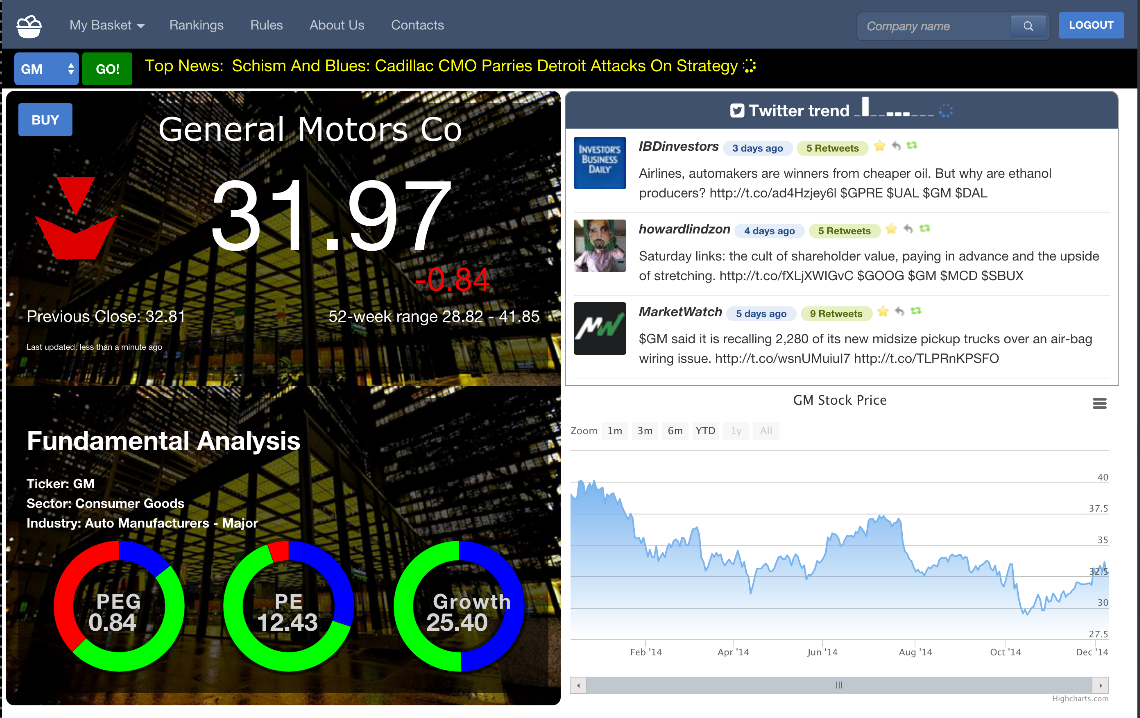 My Basket Rankings Rules About Us Contacts Company name LOGOUT
GM GO! Top News: Schism And Blues: Cadillac CMO Parries Detroit Attacks On Strategy
BUY
General Motors Co
31.97
-0.84
Previous Close: 32.81 52-week range 28.82 - 41.85
Last updated: less than a minute ago
Fundamental Analysis
Ticker: GM
Sector: Consumer Goods
Industry: Auto Manufacturers - Major
PEG
0.84
PE
12.43
Growth
25.40
Twitter trend
INVESTOR'S
BUSINESS
DAILY
IBDinvestors 3 days ago 5 Retweets
Airlines, automakers are winners from cheaper oil. But why are ethanol
producers? http://t.co/ad4Hzjey6l $GPRE $UAL $GM $DAL
howardlindzon 4 days ago 5 Retweets
Saturday links: the cult of shareholder value, paying in advance and the upside
of stretching. http://t.co/fXLjXWIGvC $GOOG $GM $MCD $SBUX
MW
MarketWatch 5 days ago 9 Retweets
$GM said it is recalling 2,280 of its new midsize pickup trucks over an air-bag
wiring issue. http://t.co/wsnUMuiuI7 http://t.co/TLPRnKPSFO
GM Stock Price
Zoom 1m 3m 6m YTD 1y All
40
37.5
35
32.5
30
27.5
Feb '14 Apr '14 Jun '14 Aug '14 Oct '14 Dec '14
Highcharts.com